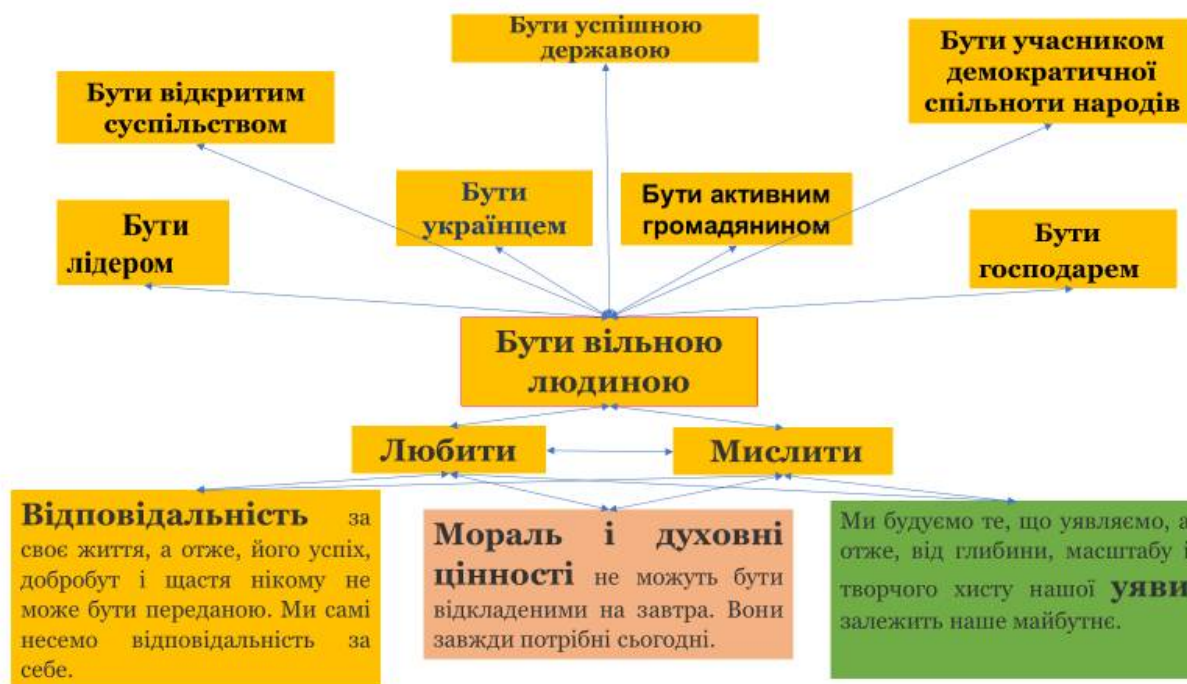 Бути успішною
державою
Бути учасником
демократичної
спільноти народів
Бути відкритим
суспільством
Бути
українцем
Бути активним
громадянином
Бути
лідером
Бути
господарем
Бути вільною
людиною
Любити
Мислити
Відповідальність за
своє життя, а отже, його успіх,
добробут і щастя нікому не
може бути переданою. Ми самі
несемо відповідальність за
себе.
Мораль і духовні
цінності не можуть бути
відкладеними на завтра. Вони
завжди потрібні сьогодні.
Ми будуємо те, що уявляємо, а
отже, від глибини, масштабу і
творчого хисту нашої уяви
залежить наше майбутнє.